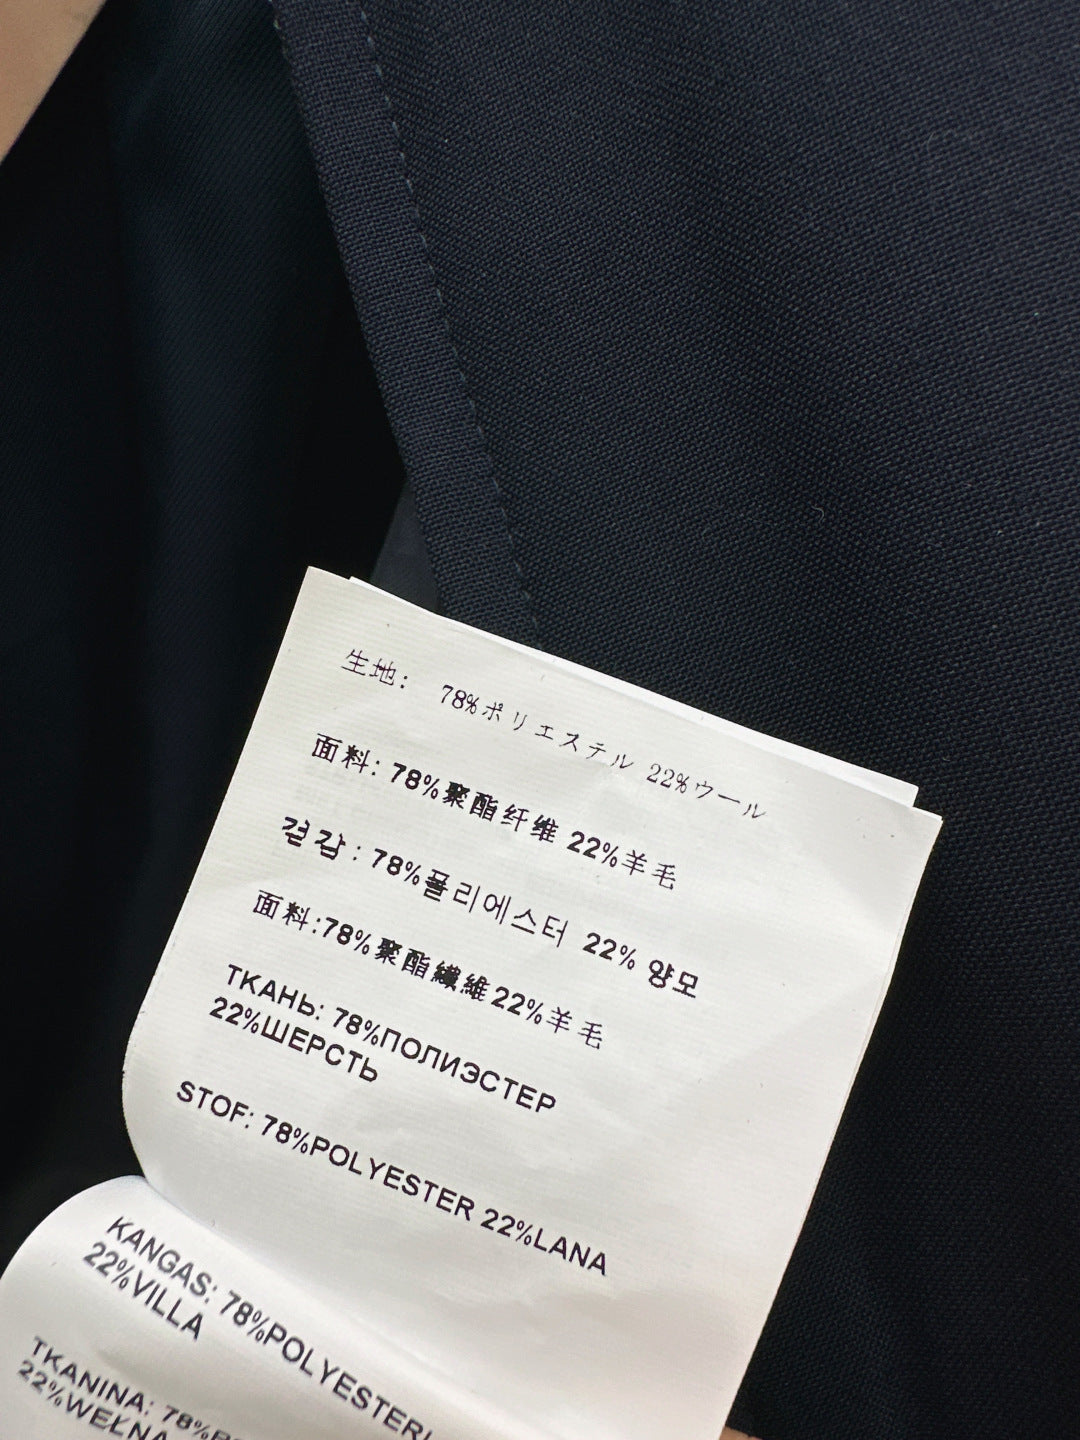 生地： 78%ポリエステル 22%ウール
面料: 78%聚酯纤维 22%羊毛
겉감 : 78%폴리에스터 22% 양모
面料:78%聚酯纖維22%羊毛
ТКАНЬ: 78%ПОЛИЭСТЕР
22%ШЕРСТЬ
STOF: 78%POLYESTER 22%LANA
KANGAS: 78%POLYESTERI
22%VILLA
TKANINA:
22%WEŁNA